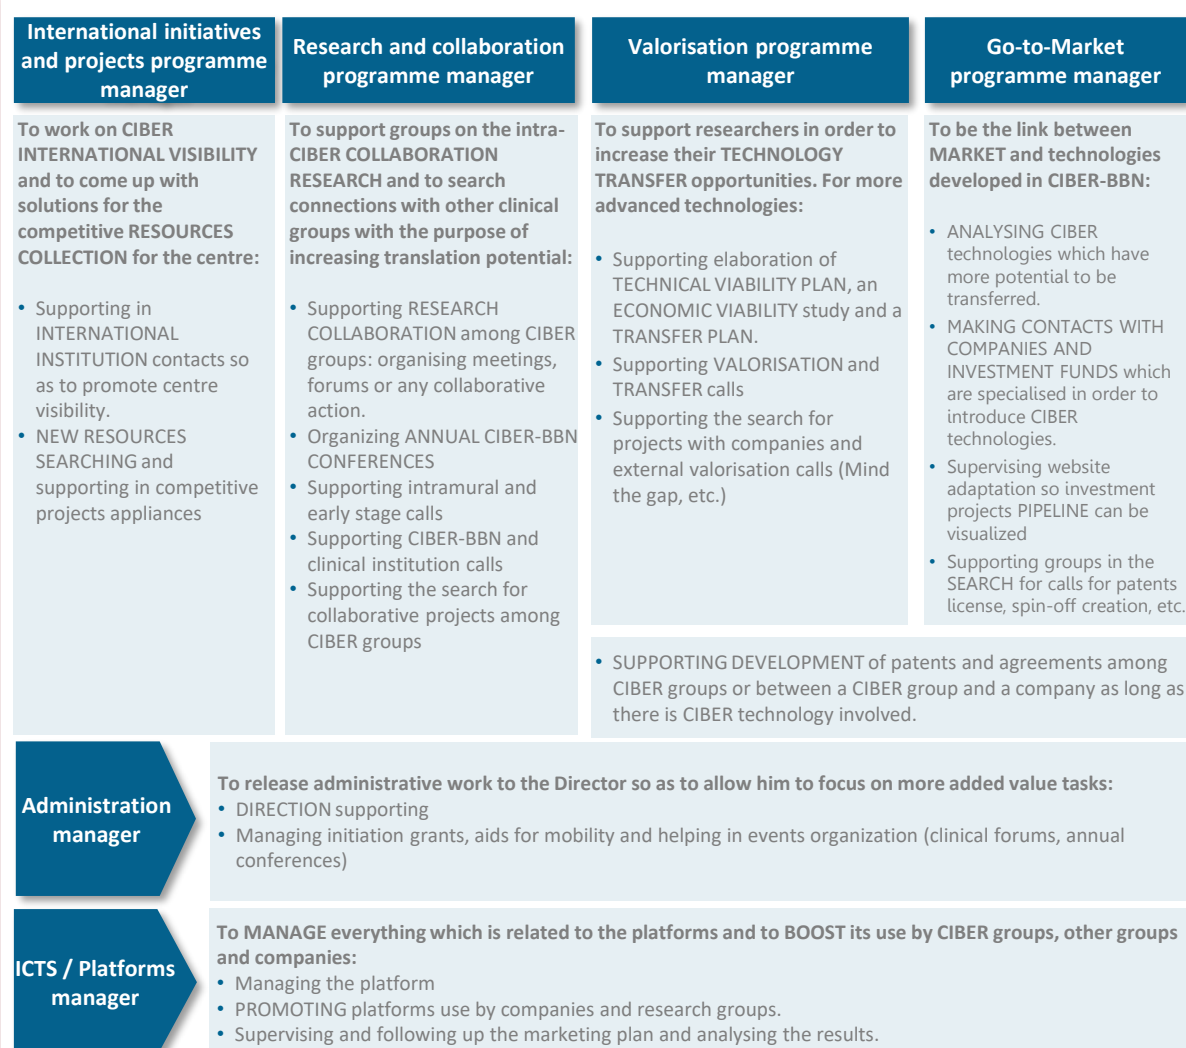 International initiatives
and projects programme
manager
Research and collaboration
programme manager
Valorisation programme
manager
Go-to-Market
programme manager
To work on CIBER
INTERNATIONAL VISIBILITY
and to come up with
solutions for the
competitive RESOURCES
COLLECTION for the centre:
• Supporting in
INTERNATIONAL
INSTITUTION contacts so
as to promote centre
visibility.
• NEW RESOURCES
SEARCHING and
supporting in competitive
projects appliances
To support groups on the intra-
CIBER COLLABORATION
RESEARCH and to search
connections with other clinical
groups with the purpose of
increasing translation potential:
• Supporting RESEARCH
COLLABORATION among CIBER
groups: organising meetings,
forums or any collaborative
action.
• Organizing ANNUAL CIBER-BBN
CONFERENCES
• Supporting intramural and
early stage calls
• Supporting CIBER-BBN and
clinical institution calls
• Supporting the search for
collaborative projects among
CIBER groups
To support researchers in order to
increase their TECHNOLOGY
TRANSFER opportunities. For more
advanced technologies:
• Supporting elaboration of
TECHNICAL VIABILITY PLAN, an
ECONOMIC VIABILITY study and a
TRANSFER PLAN.
• Supporting VALORISATION and
TRANSFER calls
• Supporting the search for
projects with companies and
external valorisation calls (Mind
the gap, etc.)
To be the link between
MARKET and technologies
developed in CIBER-BBN:
• ANALYSING CIBER
technologies which have
more potential to be
transferred.
• MAKING CONTACTS WITH
COMPANIES AND
INVESTMENT FUNDS which
are specialised in order to
introduce CIBER
technologies.
• Supervising website
adaptation so investment
projects PIPELINE can be
visualized
• Supporting groups in the
SEARCH for calls for patents
license, spin-off creation, etc.
• SUPPORTING DEVELOPMENT of patents and agreements among
CIBER groups or between a CIBER group and a company as long as
there is CIBER technology involved.
Administration
manager
To release administrative work to the Director so as to allow him to focus on more added value tasks:
• DIRECTION supporting
• Managing initiation grants, aids for mobility and helping in events organization (clinical forums, annual
conferences)
ICTS / Platforms
manager
To MANAGE everything which is related to the platforms and to BOOST its use by CIBER groups, other groups
and companies:
• Managing the platform
• PROMOTING platforms use by companies and research groups.
• Supervising and following up the marketing plan and analysing the results.